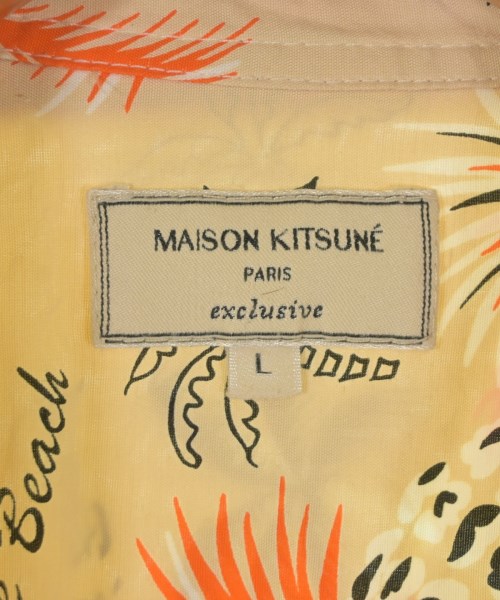 MAISON KITSUNÉ
PARIS
exclusive
L
Beach